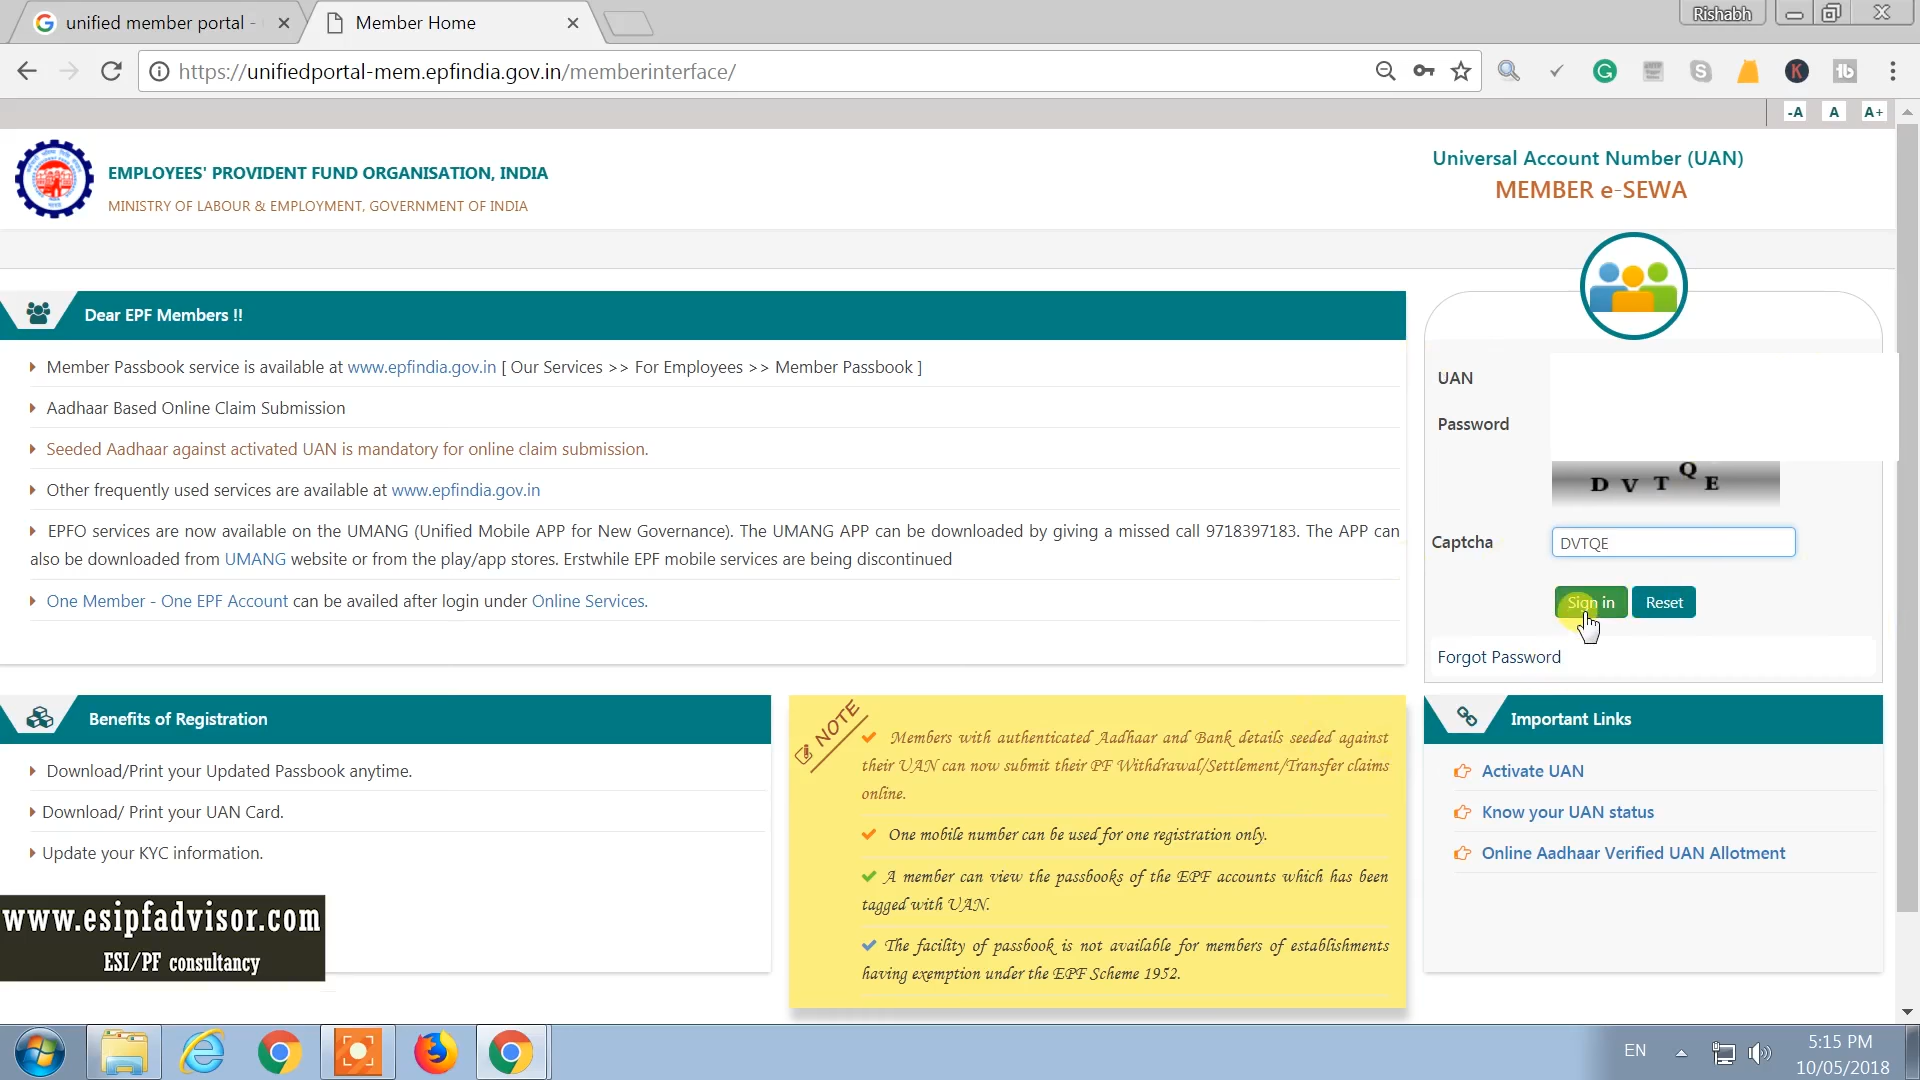 unified member portal -
Member Home
Rishabh
https://unifiedportal-mem.epfindia.gov.in/memberinterface/
-A A A+
EMPLOYEES' PROVIDENT FUND ORGANISATION, INDIA
MINISTRY OF LABOUR & EMPLOYMENT, GOVERNMENT OF INDIA
Universal Account Number (UAN)
MEMBER e-SEWA
Dear EPF Members !!
Member Passbook service is available at www.epfindia.gov.in [ Our Services >> For Employees >> Member Passbook ]
Aadhaar Based Online Claim Submission
Seeded Aadhaar against activated UAN is mandatory for online claim submission.
Other frequently used services are available at www.epfindia.gov.in
EPFO services are now available on the UMANG (Unified Mobile APP for New Governance). The UMANG APP can be downloaded by giving a missed call 9718397183. The APP can
also be downloaded from UMANG website or from the play/app stores. Erstwhile EPF mobile services are being discontinued
One Member - One EPF Account can be availed after login under Online Services.
UAN
Password
D V T Q E
Captcha
DVTQE
Sign in Reset
Forgot Password
Benefits of Registration
Download/Print your Updated Passbook anytime.
Download/ Print your UAN Card.
Update your KYC information.
www.esipfadvisor.com
ESI/PF consultancy
NOTE
Members with authenticated Aadhaar and Bank details seeded against
their UAN can now submit their PF Withdrawal/Settlement/Transfer claims
online.
One mobile number can be used for one registration only.
A member can view the passbooks of the EPF accounts which has been
tagged with UAN.
The facility of passbook is not available for members of establishments
having exemption under the EPF Scheme 1952.
Important Links
Activate UAN
Know your UAN status
Online Aadhaar Verified UAN Allotment
EN
5:15 PM
10/05/2018